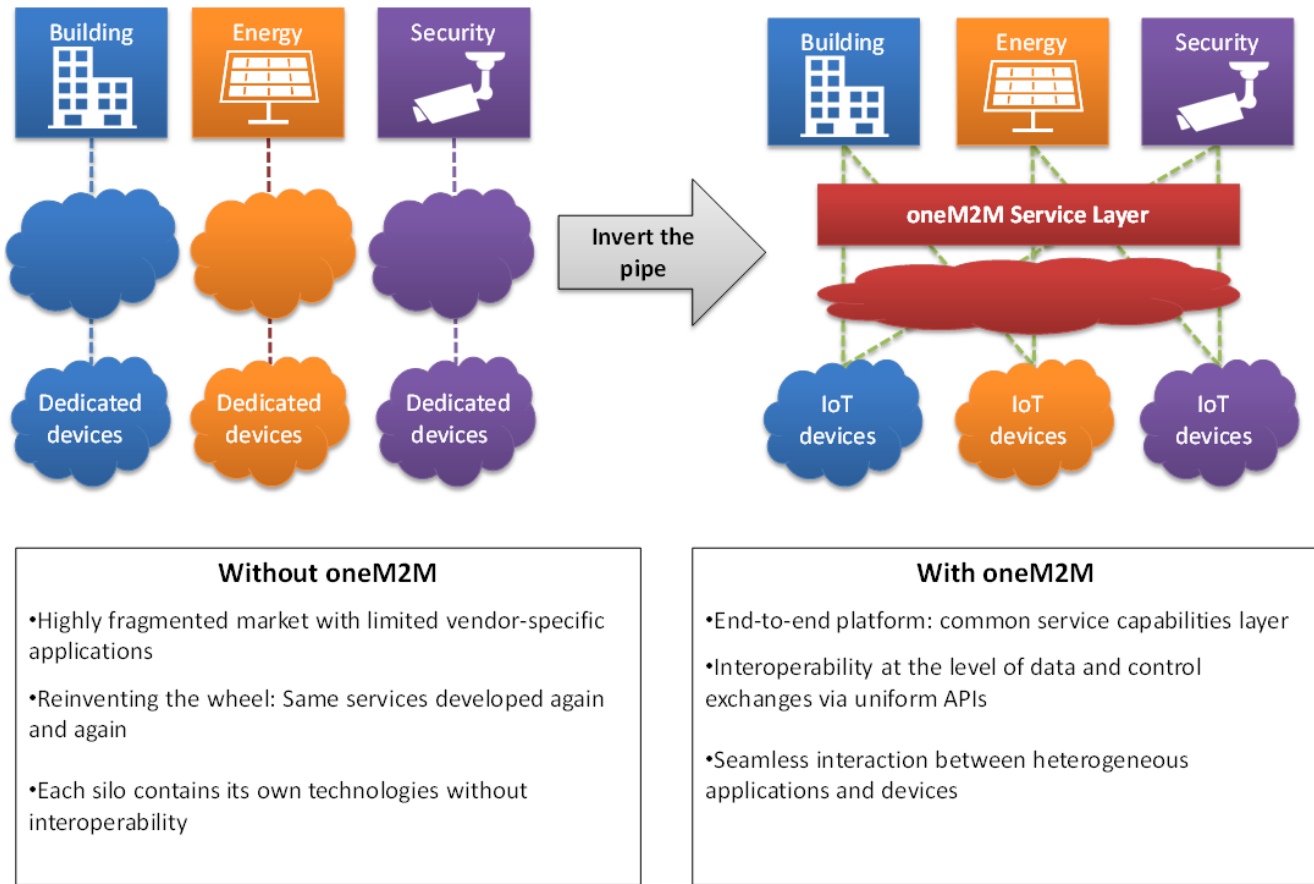 Building
Energy
Security
Building
Energy
Security
oneM2M Service Layer
Invert the
pipe
Dedicated
devices
Dedicated
devices
Dedicated
devices
IoT
devices
IoT
devices
IoT
devices
Without oneM2M
•Highly fragmented market with limited vendor-specific
applications
•Reinventing the wheel: Same services developed again
and again
•Each silo contains its own technologies without
interoperability
With oneM2M
•End-to-end platform: common service capabilities layer
•Interoperability at the level of data and control
exchanges via uniform APIs
•Seamless interaction between heterogeneous
applications and devices